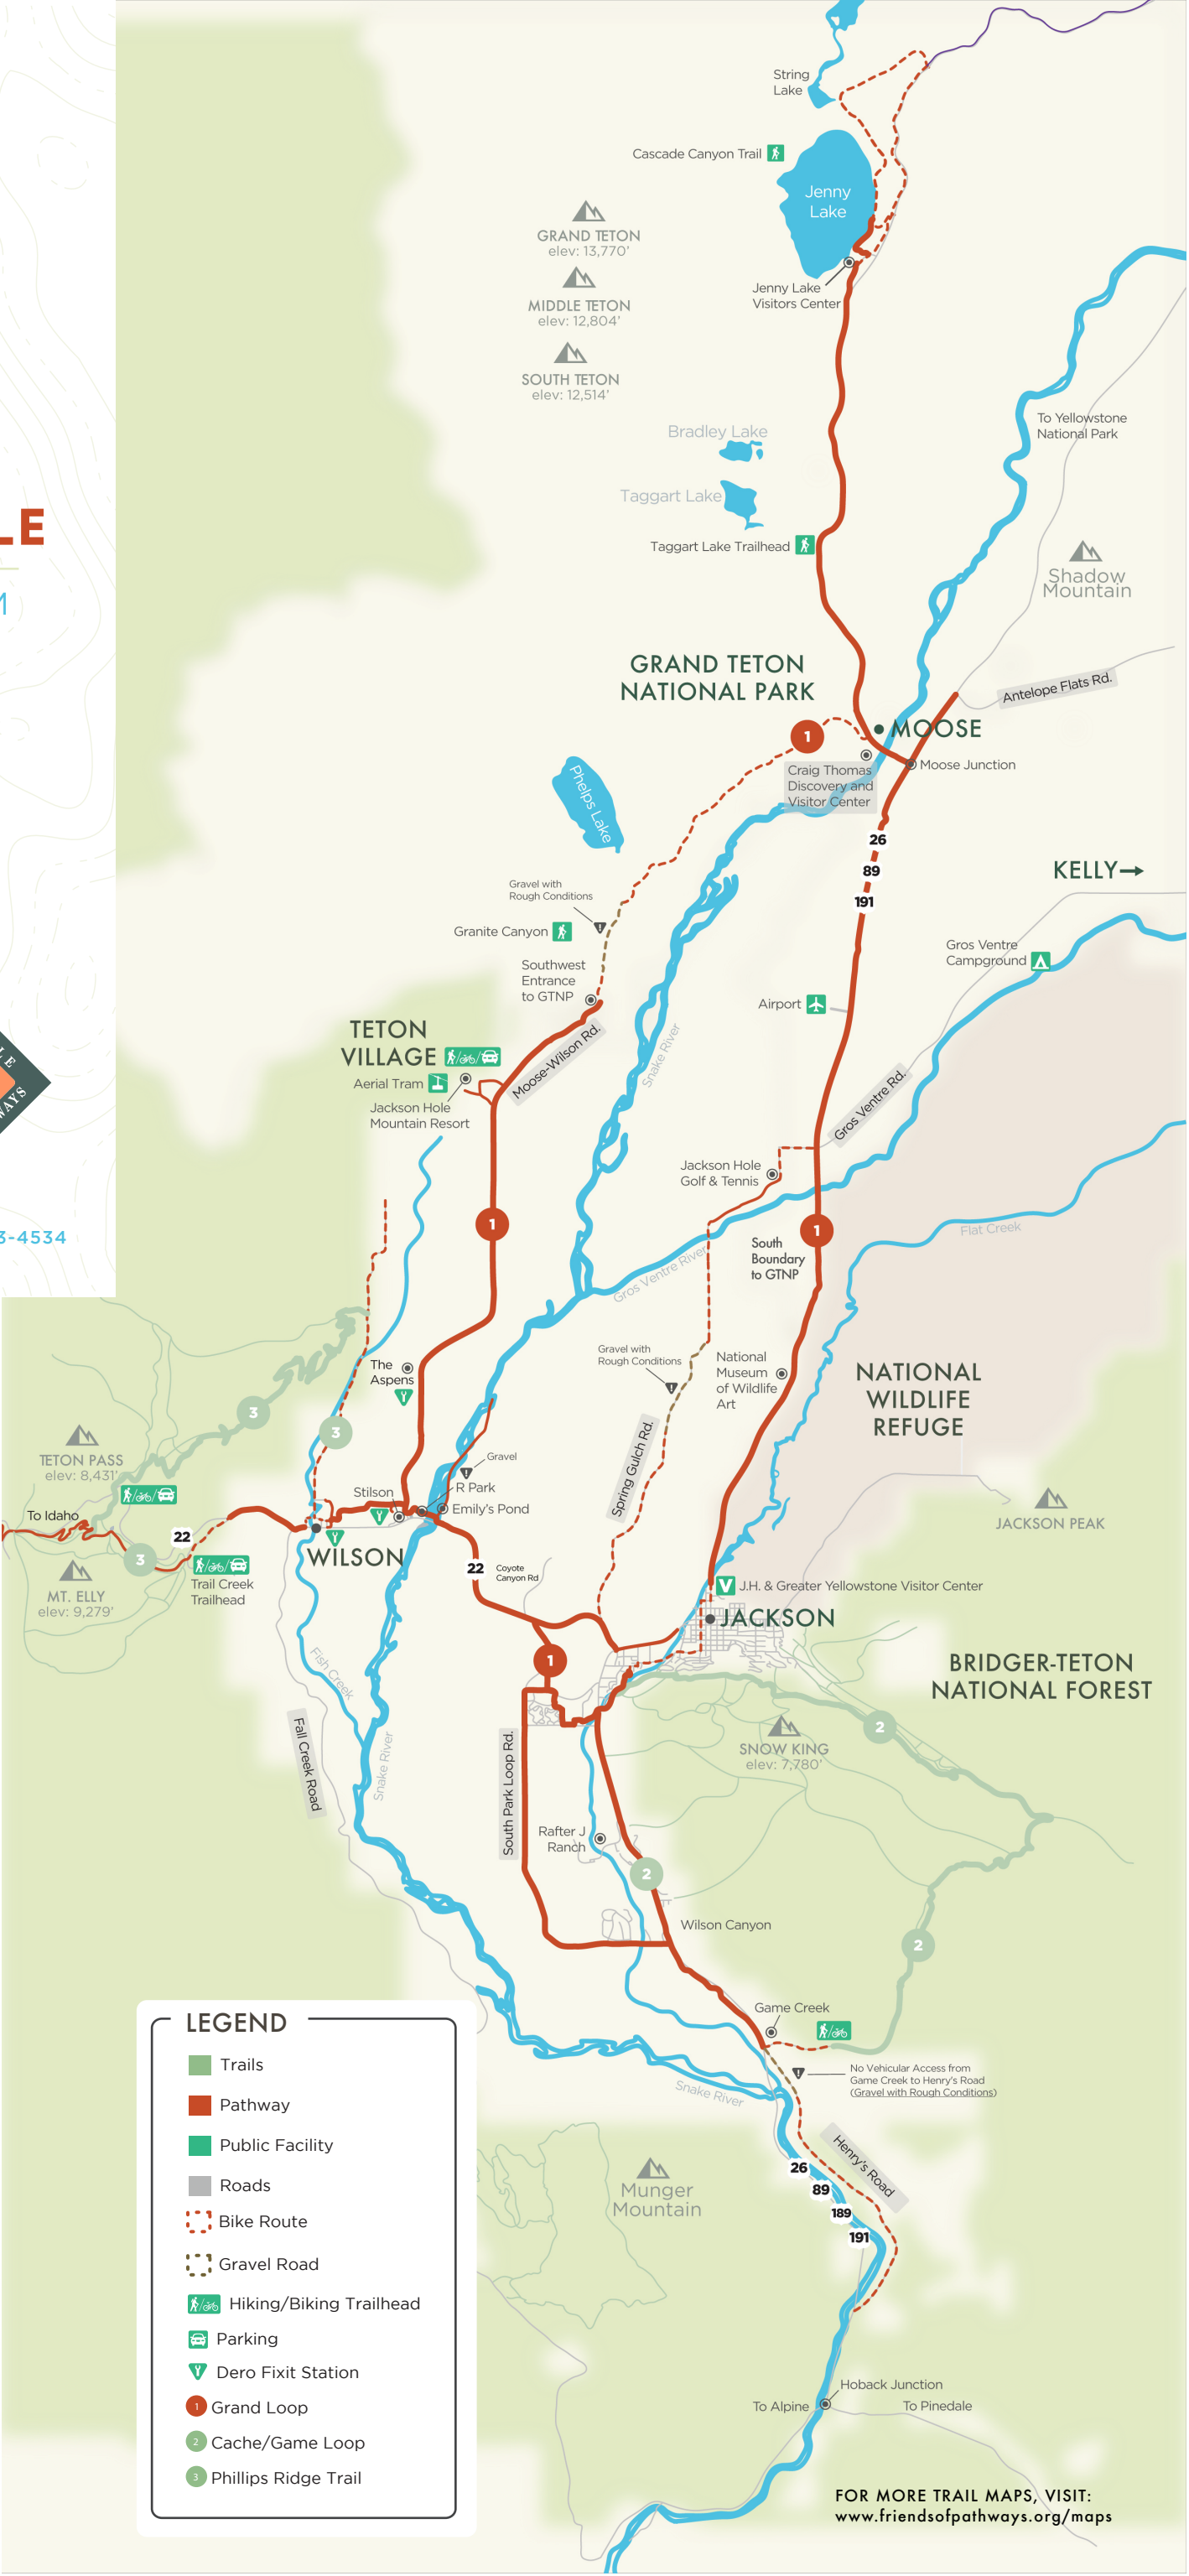 String
Lake
Cascade Canyon Trail
Jenny
Lake
GRAND TETON
elev: 13,770'
MIDDLE TETON
elev: 12,804'
Jenny Lake
Visitors Center
SOUTH TETON
elev: 12,514'
To Yellowstone
National Park
Bradley Lake
Taggart Lake
LE
Taggart Lake Trailhead
Shadow
Mountain
M
GRAND TETON
NATIONAL PARK
Antelope Flats Rd.
1
MOOSE
Moose Junction
Craig Thomas
Discovery and
Visitor Center
Phelps Lake
26
89
191
KELLY
Gravel with
Rough Conditions
Granite Canyon
Gros Ventre
Campground
Southwest
Entrance
to GTNP
Airport
TETON
VILLAGE
Moose-Wilson Rd.
Snake River
Aerial Tram
Jackson Hole
Mountain Resort
LE
WAYS
Gros Ventre Rd.
Jackson Hole
Golf & Tennis
1
1
3-4534
Flat Creek
South
Boundary
to GTNP
Gros Ventre River
Gravel with
Rough Conditions
National
Museum
of Wildlife
Art
The
Aspens
NATIONAL
WILDLIFE
REFUGE
3
3
TETON PASS
elev: 8,431'
Spring Gulch Rd.
Gravel
R Park
Stilson
Emily's Pond
To Idaho
22
JACKSON PEAK
WILSON
3
22
Coyote
Canyon Rd
Trail Creek
Trailhead
MT. ELLY
elev: 9,279'
V
J.H. & Greater Yellowstone Visitor Center
JACKSON
1
Fish Creek
BRIDGER-TETON
NATIONAL FOREST
2
Fall Creek Road
Snake River
South Park Loop Rd.
SNOW KING
elev: 7,780'
Rafter J
Ranch
2
Wilson Canyon
2
Game Creek
No Vehicular Access from
Game Creek to Henry's Road
(Gravel with Rough Conditions)
Snake River
Henry's Road
26
89
189
191
Munger
Mountain
LEGEND
Trails
Pathway
Public Facility
Roads
Bike Route
Gravel Road
Hiking/Biking Trailhead
Parking
Dero Fixit Station
1 Grand Loop
2 Cache/Game Loop
3 Phillips Ridge Trail
Hoback Junction
To Alpine
To Pinedale
FOR MORE TRAIL MAPS, VISIT:
www.friendsofpathways.org/maps